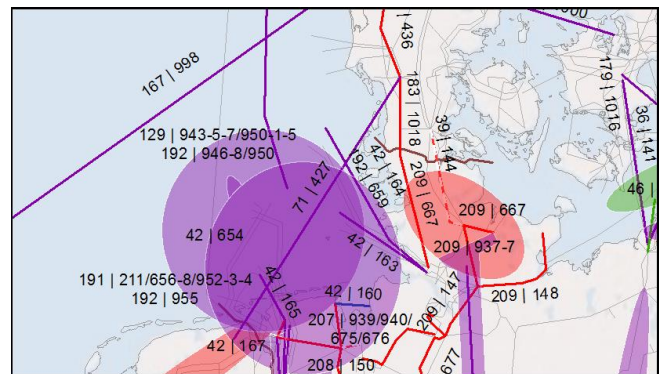 | 436
167 | 998
183 | 1018
179 | 1016
36 | 141
39 | 144
129 | 943-5-7/950-1-5
192 | 946-8/950
42 | 164
192 | 659
71 | 427
209 | 667
46 |
209 | 667
42 | 654
209 | 937-7
42 | 163
191 | 211/656-8/952-3-4
192 | 955
42 | 165
42 | 160
209 | 147
209 | 148
207 | 939/940/
675/676
42 | 167
208 | 150
677